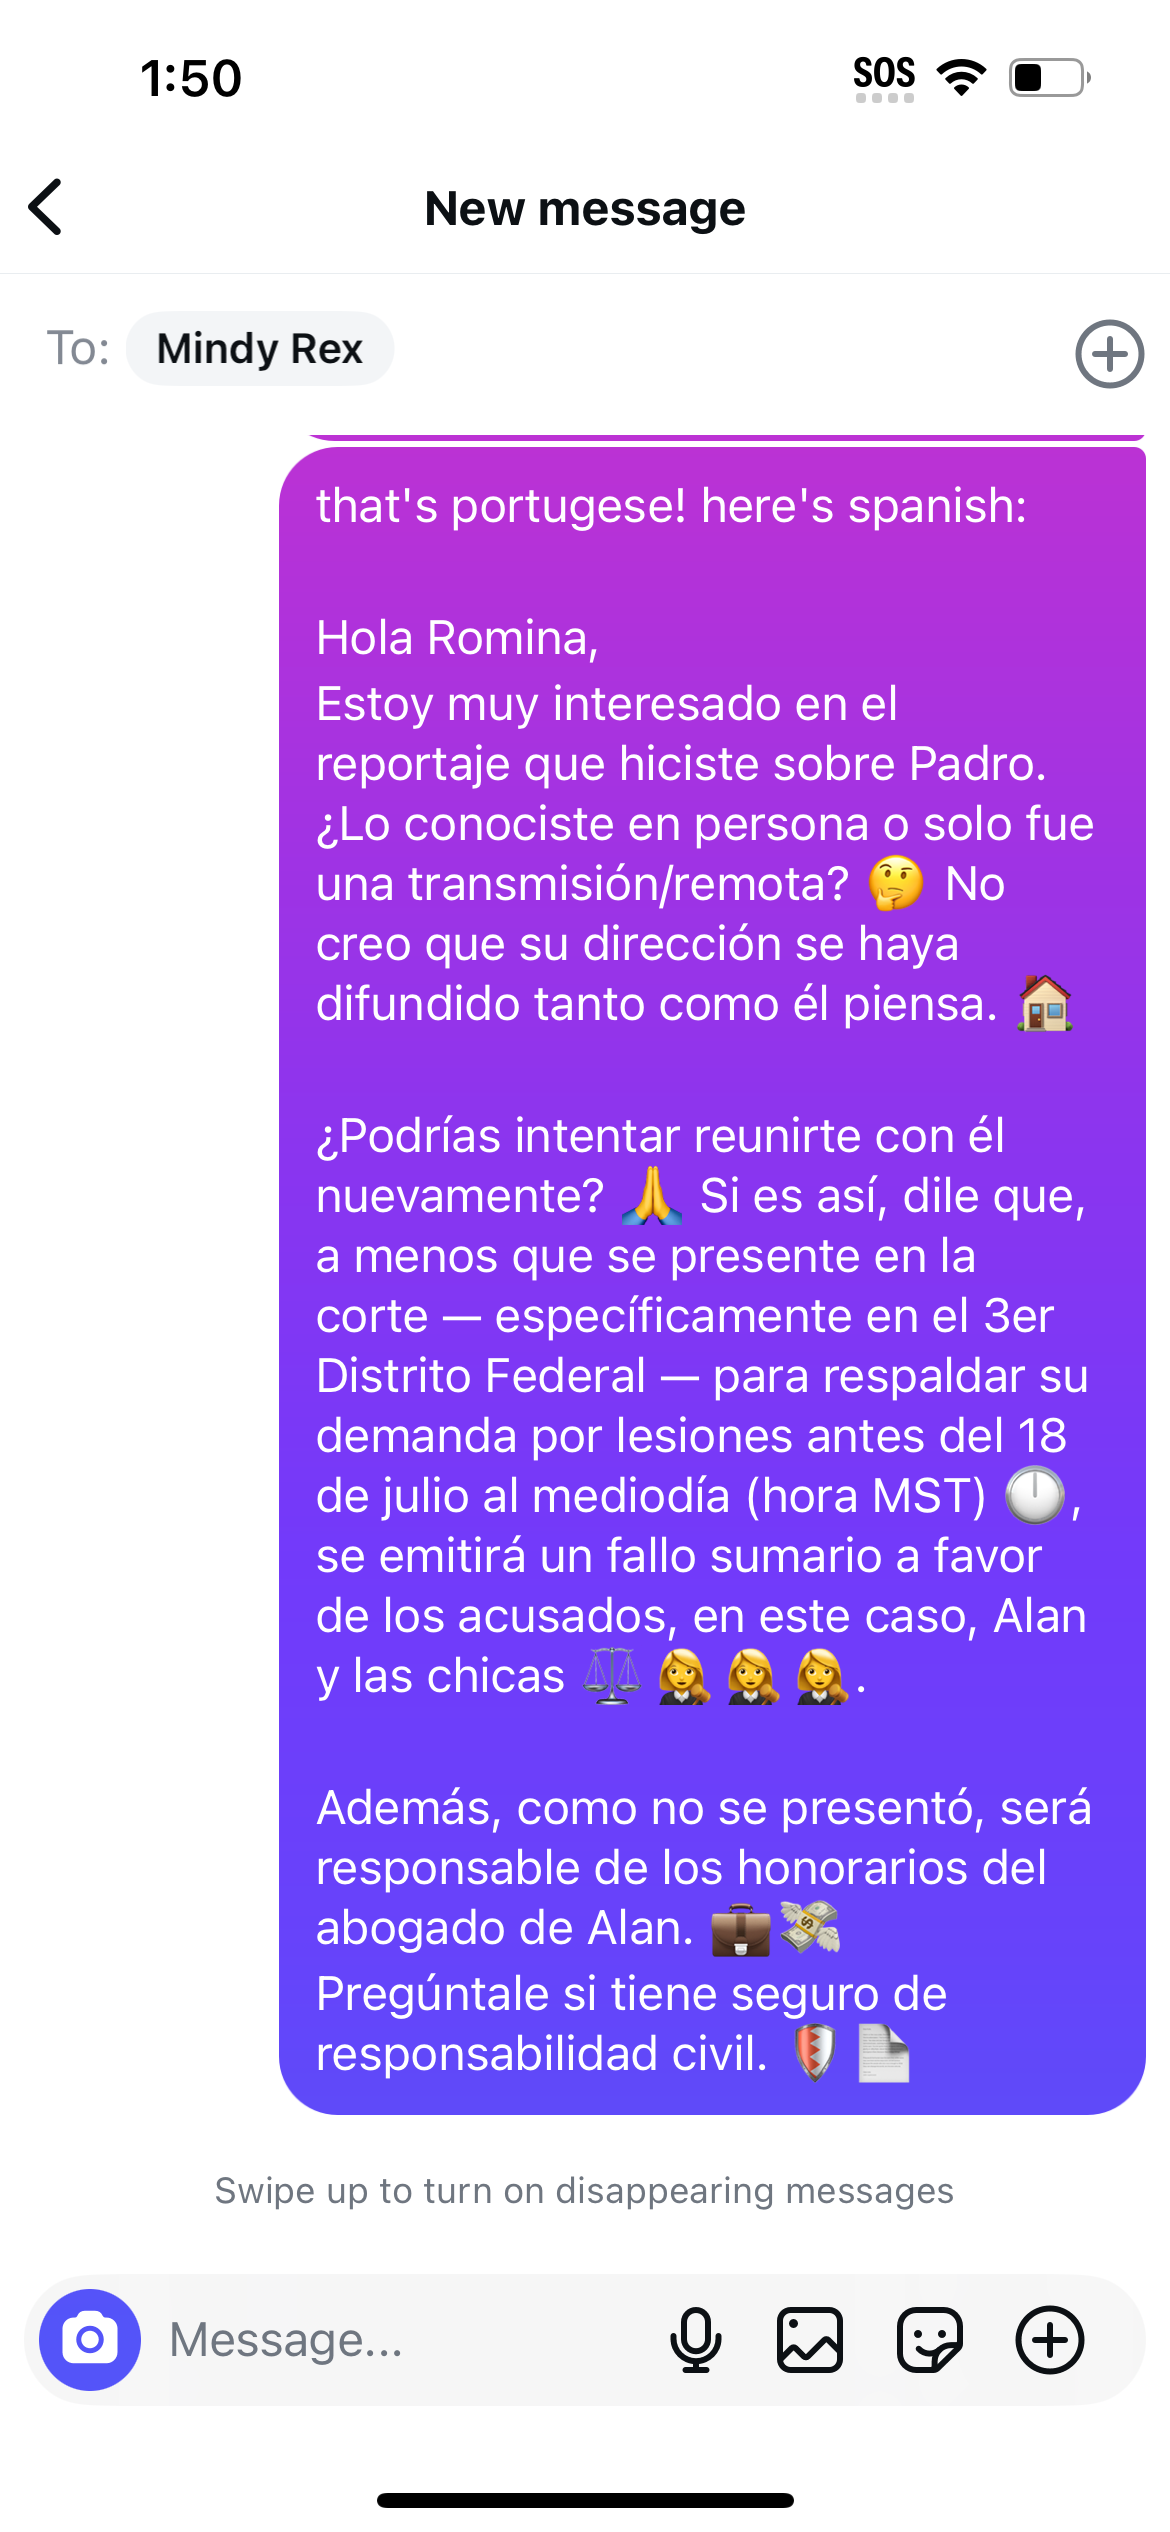 1:50
SOS
New message
To: Mindy Rex
that's portugese! here's spanish:
Hola Romina,
Estoy muy interesado en el
reportaje que hiciste sobre Padro.
¿Lo conociste en persona o solo fue
una transmisión/remota? 🤔 No
creo que su dirección se haya
difundido tanto como él piensa. 🏠
¿Podrías intentar reunirte con él
nuevamente? 🙏 Si es así, dile que,
a menos que se presente en la
corte — específicamente en el 3er
Distrito Federal — para respaldar su
demanda por lesiones antes del 18
de julio al mediodía (hora MST) 🕛,
se emitirá un fallo sumario a favor
de los acusados, en este caso, Alan
y las chicas ⚖️ 👩‍⚖️ 👩‍⚖️ 👩‍⚖️.
Además, como no se presentó, será
responsable de los honorarios del
abogado de Alan. 💼💸
Pregúntale si tiene seguro de
responsabilidad civil. 🛡️ 📄
Swipe up to turn on disappearing messages
Message...